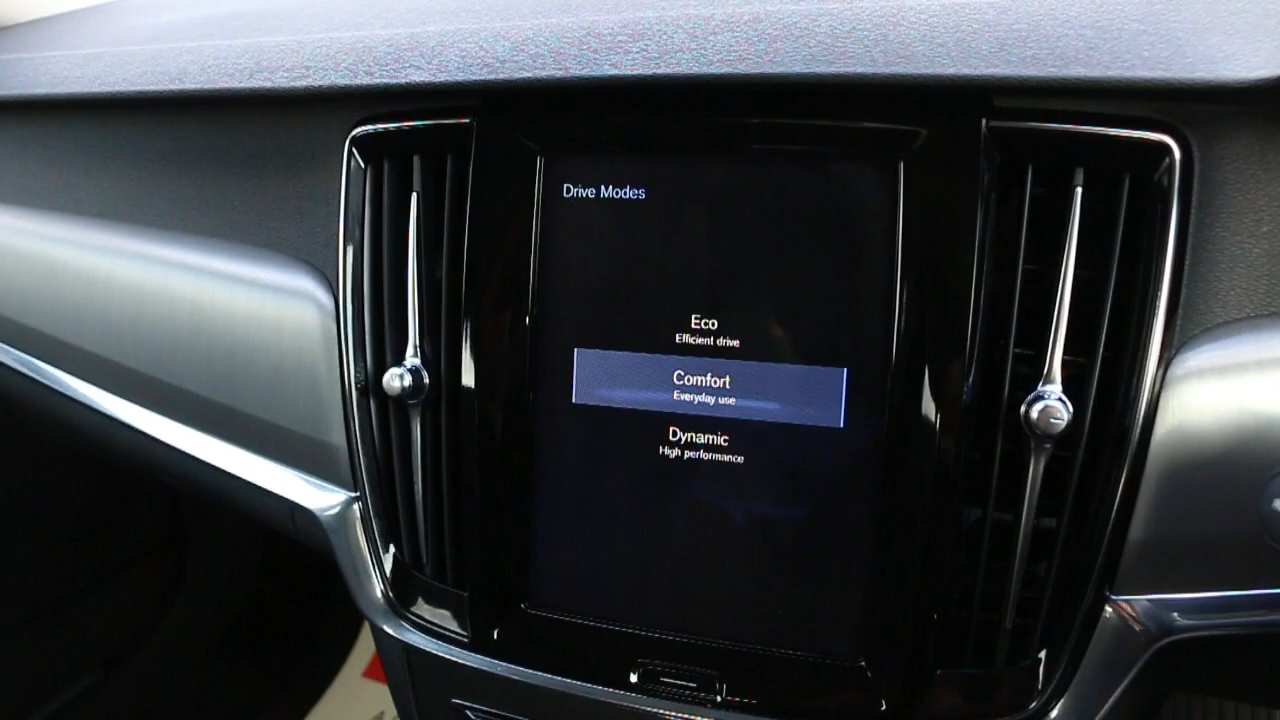 Drive Modes
Eco
Efficient drive
Comfort
Everyday use
Dynamic
High performance